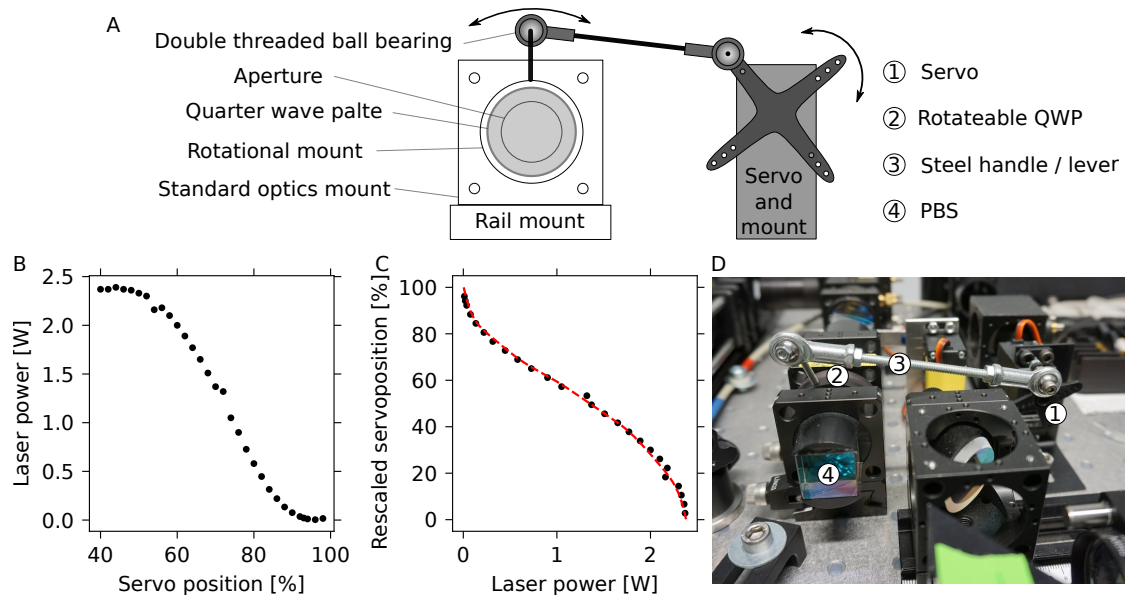 A
Double threaded ball bearing
Aperture
Quarter wave palte
Rotational mount
Standard optics mount
Rail mount
Servo
and
mount
① Servo
② Rotateable QWP
③ Steel handle / lever
④ PBS
B
2.5
2.0
1.5
1.0
0.5
0.0
40 60 80 100
Laser power [W]
Servo position [%]
C
100
80
60
40
20
0
0 1 2
Rescaled servoposition [%]
Laser power [W]
D
2
3
1
4